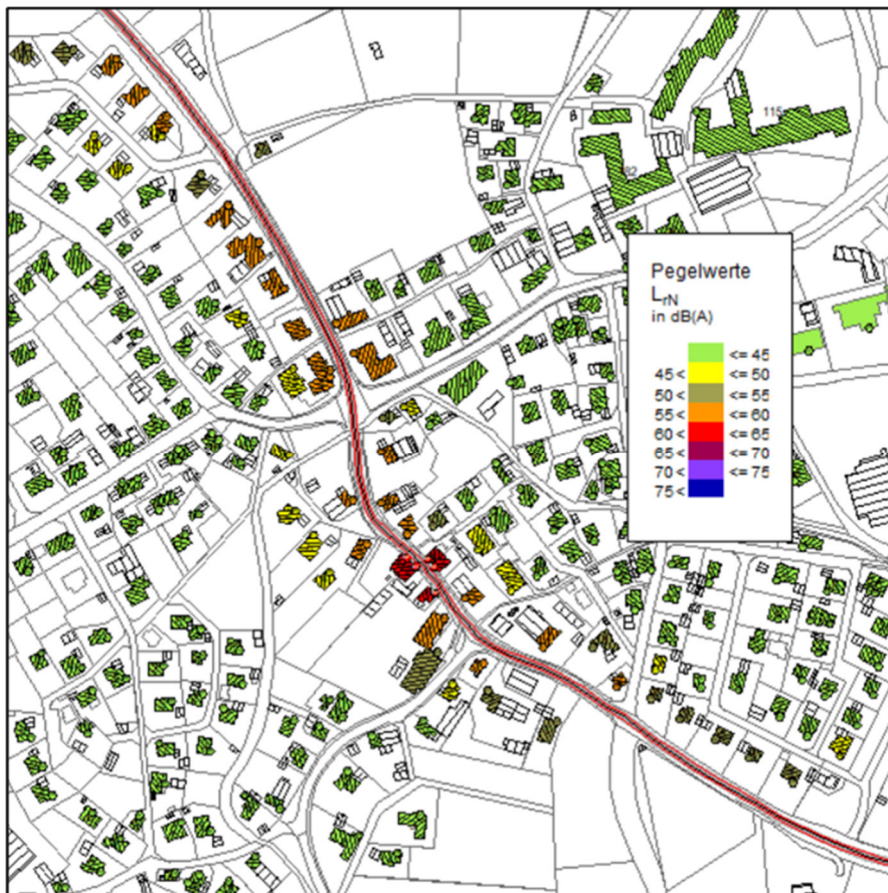 115
82
Pegelwerte
LrN
in dB(A)
<= 45
45 < <= 50
50 < <= 55
55 < <= 60
60 < <= 65
65 < <= 70
70 < <= 75
75 <